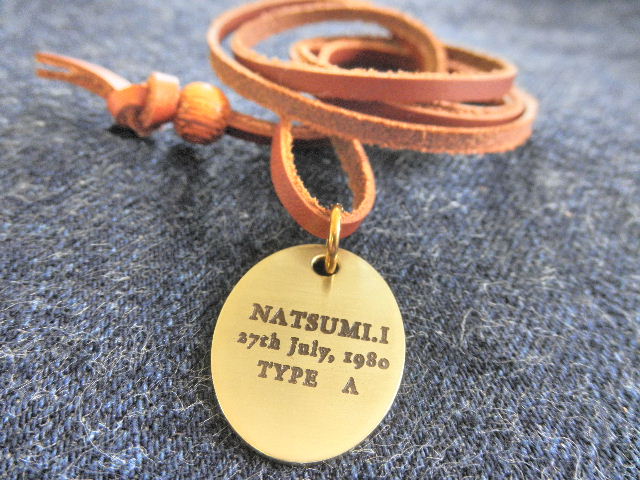 NATSUMI.I
27th July, 1980
TYPE A